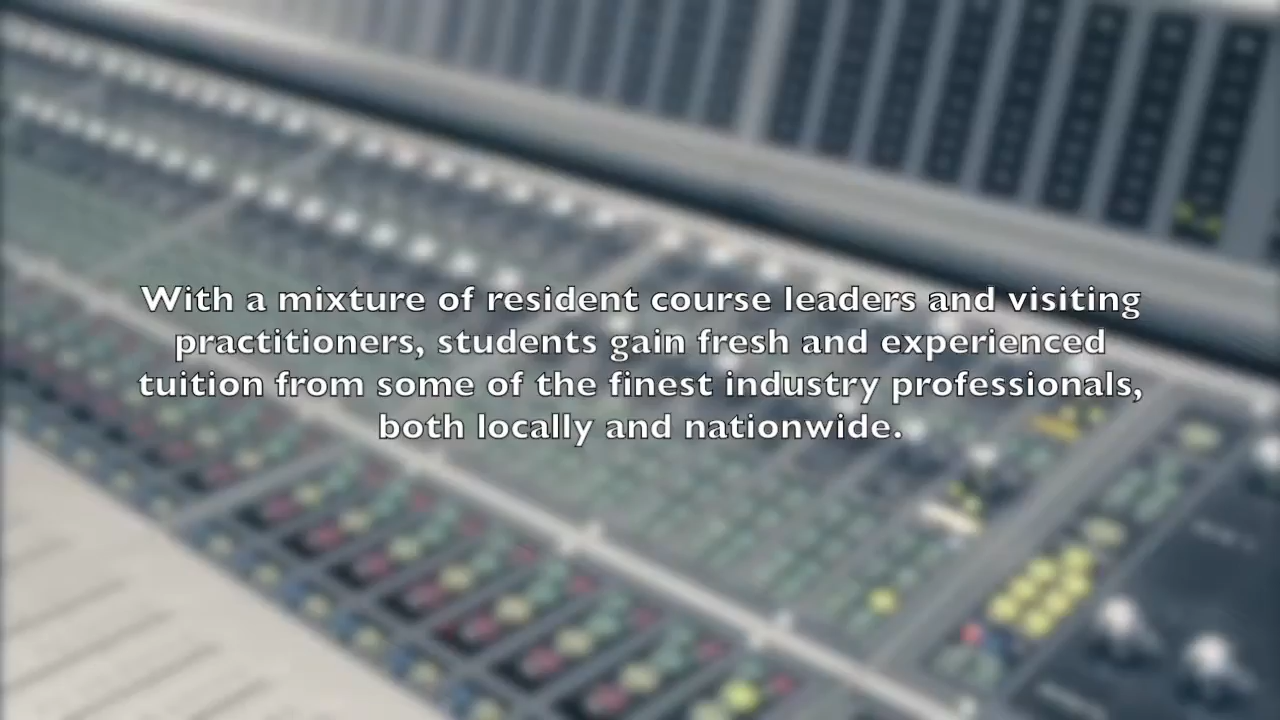 With a mixture of resident course leaders and visiting
practitioners, students gain fresh and experienced
tuition from some of the finest industry professionals,
both locally and nationwide.